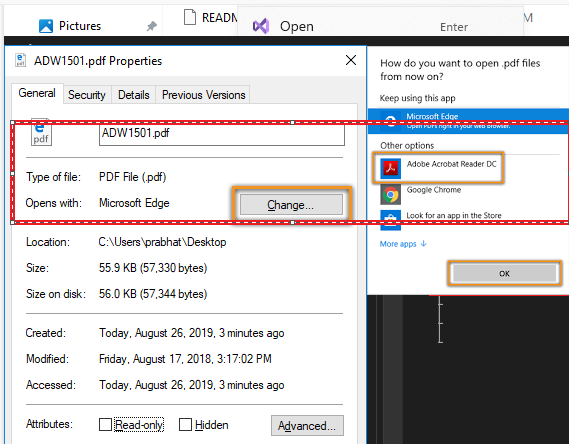 Pictures
READM
Open
Enter
M
ADW1501.pdf Properties
General
Security
Details
Previous Versions
e
pdf
ADW1501.pdf
Type of file: PDF File (.pdf)
Opens with: Microsoft Edge
Change...
Location: C:\Users\prabhat\Desktop
Size: 55.9 KB (57,330 bytes)
Size on disk: 56.0 KB (57,344 bytes)
Created: Today, August 26, 2019, 3 minutes ago
Modified: Friday, August 17, 2018, 3:17:02 PM
Accessed: Today, August 26, 2019, 3 minutes ago
Attributes: Read-only Hidden Advanced...
How do you want to open .pdf files
from now on?
Keep using this app
Microsoft Edge
Open PDFs right in your web browser.
Other options
Adobe Acrobat Reader DC
Google Chrome
Look for an app in the Store
More apps
OK